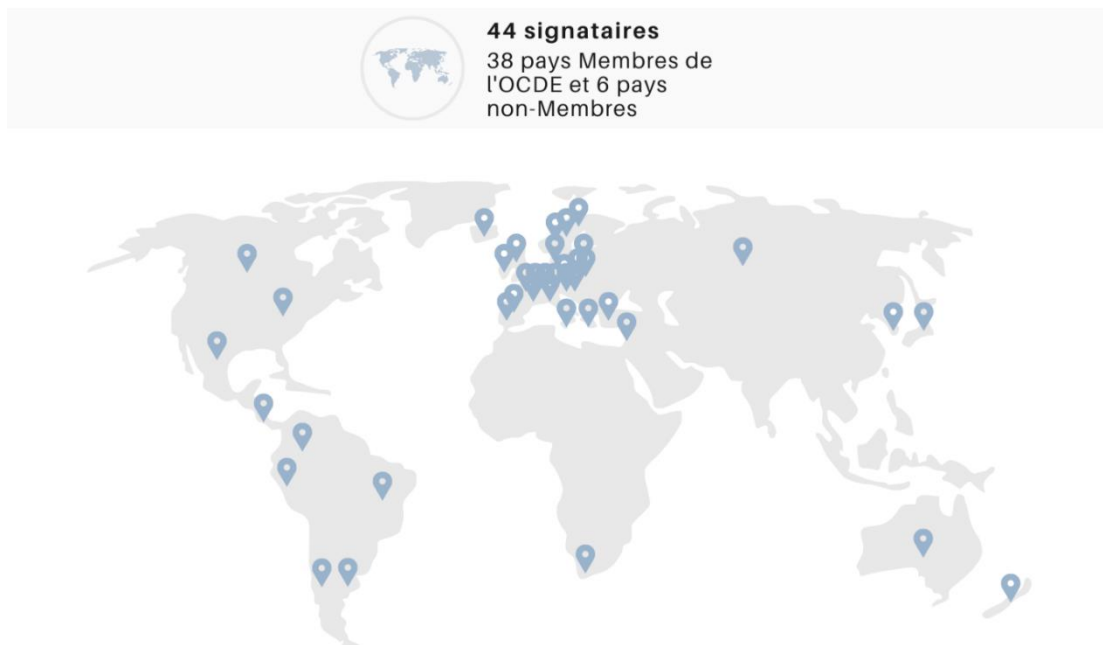 44 signataires
38 pays Membres de
l'OCDE et 6 pays
non-Membres